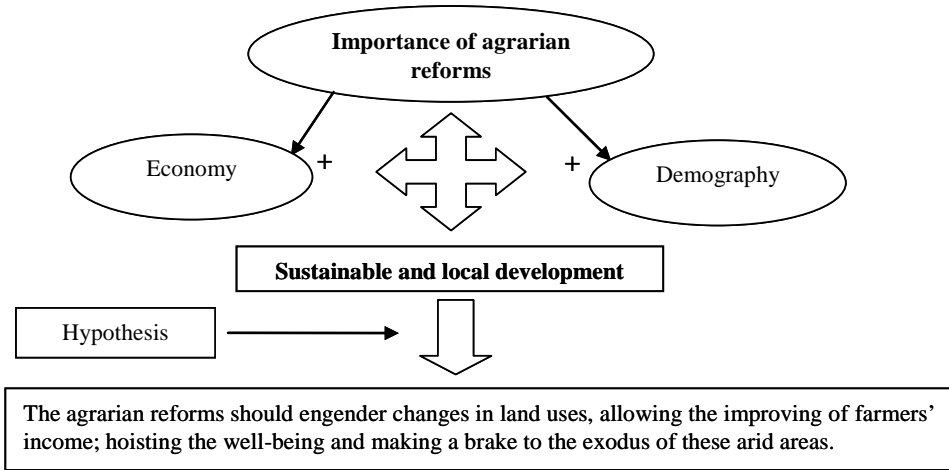 Importance of agrarian
reforms
Economy
+
+
Demography
Sustainable and local development
Hypothesis
The agrarian reforms should engender changes in land uses, allowing the improving of farmers’
income; hoisting the well-being and making a brake to the exodus of these arid areas.